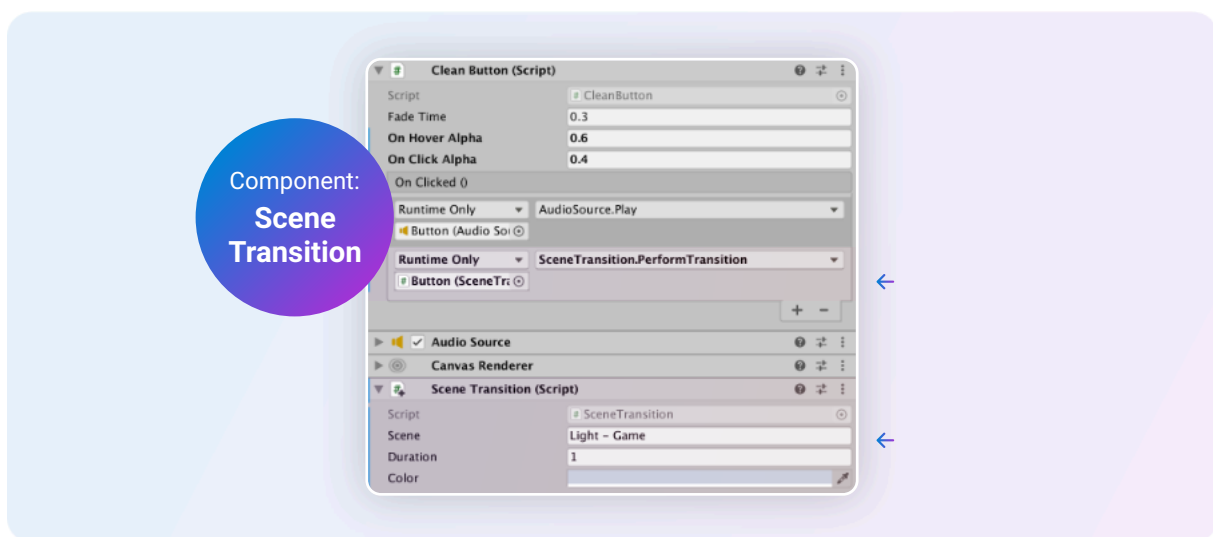 Component:
Scene
Transition
Clean Button (Script)
Script CleanButton
Fade Time 0.3
On Hover Alpha 0.6
On Click Alpha 0.4
On Clicked ()
Runtime Only AudioSource.Play
Button (Audio So
Runtime Only SceneTransition.PerformTransition
Button (SceneTr
+ −
Audio Source
Canvas Renderer
Scene Transition (Script)
Script SceneTransition
Scene Light – Game
Duration 1
Color